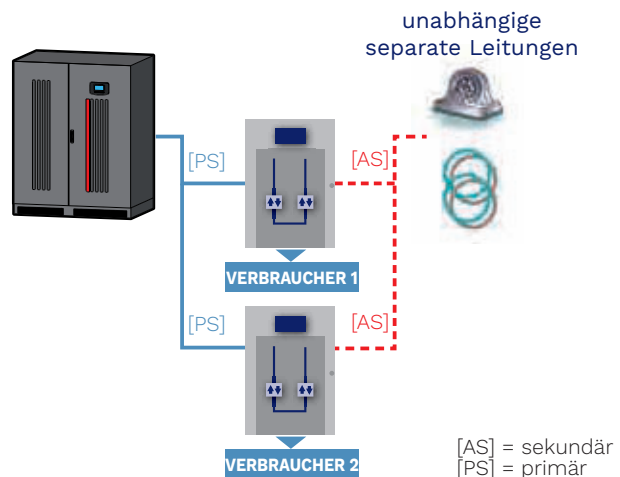 unabhängige
separate Leitungen
[PS]
[AS]
VERBRAUCHER 1
[PS]
[AS]
VERBRAUCHER 2
[AS] = sekundär
[PS] = primär